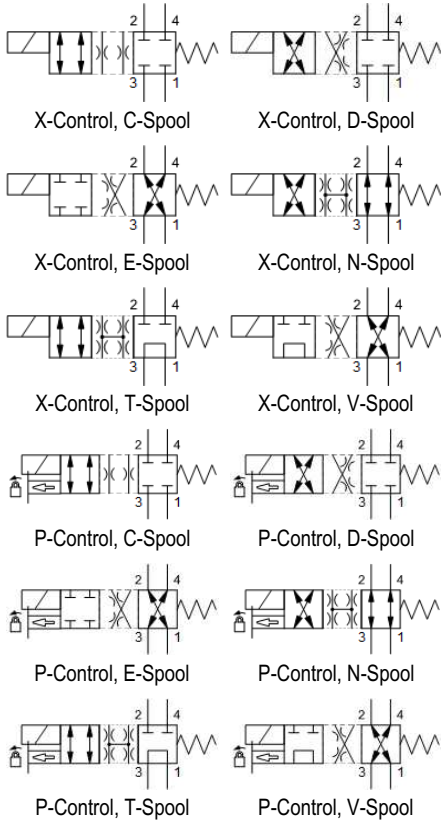 2 4 2 4
3 1 3 1
X-Control, C-Spool X-Control, D-Spool
2 4 2 4
3 1 3 1
X-Control, E-Spool X-Control, N-Spool
2 4 2 4
3 1 3 1
X-Control, T-Spool X-Control, V-Spool
2 4 2 4
3 1 3 1
P-Control, C-Spool P-Control, D-Spool
2 4 2 4
3 1 3 1
P-Control, E-Spool P-Control, N-Spool
2 4 2 4
3 1 3 1
P-Control, T-Spool P-Control, V-Spool